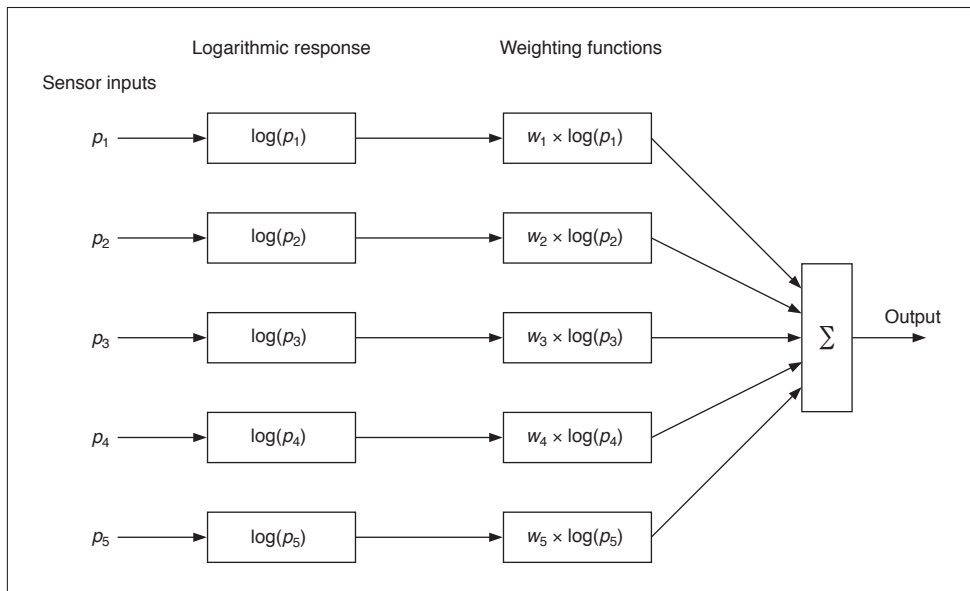 Logarithmic response
Weighting functions
Sensor inputs
p₁
log(p₁)
w₁ × log(p₁)
p₂
log(p₂)
w₂ × log(p₂)
p₃
log(p₃)
w₃ × log(p₃)
∑
Output
p₄
log(p₄)
w₄ × log(p₄)
p₅
log(p₅)
w₅ × log(p₅)